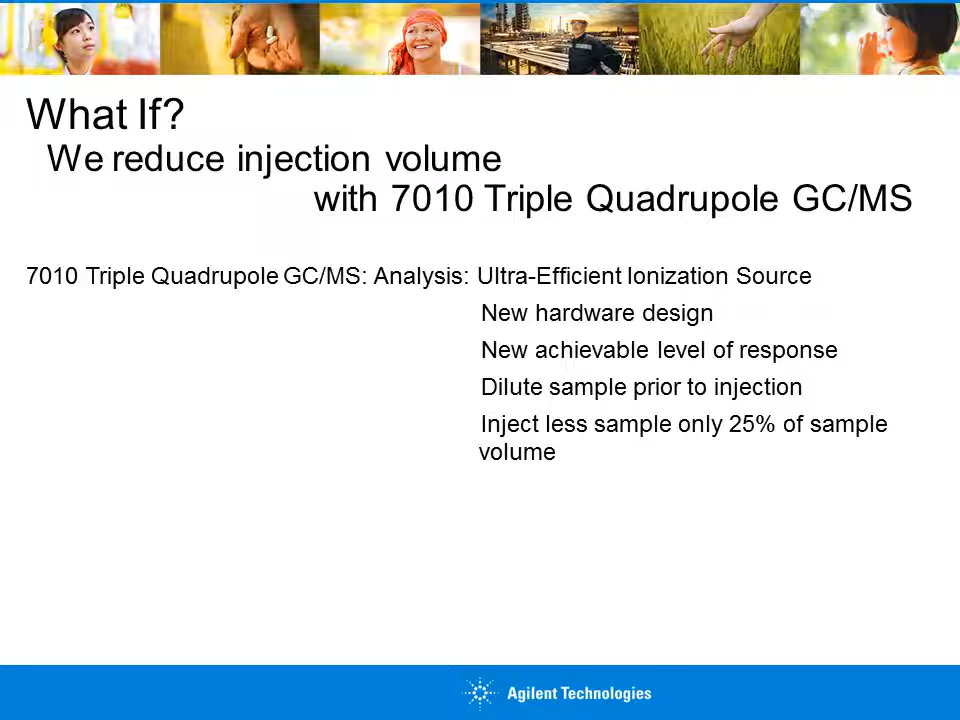 What If?
We reduce injection volume
with 7010 Triple Quadrupole GC/MS
7010 Triple Quadrupole GC/MS: Analysis: Ultra-Efficient Ionization Source
New hardware design
New achievable level of response
Dilute sample prior to injection
Inject less sample only 25% of sample
volume
Agilent Technologies